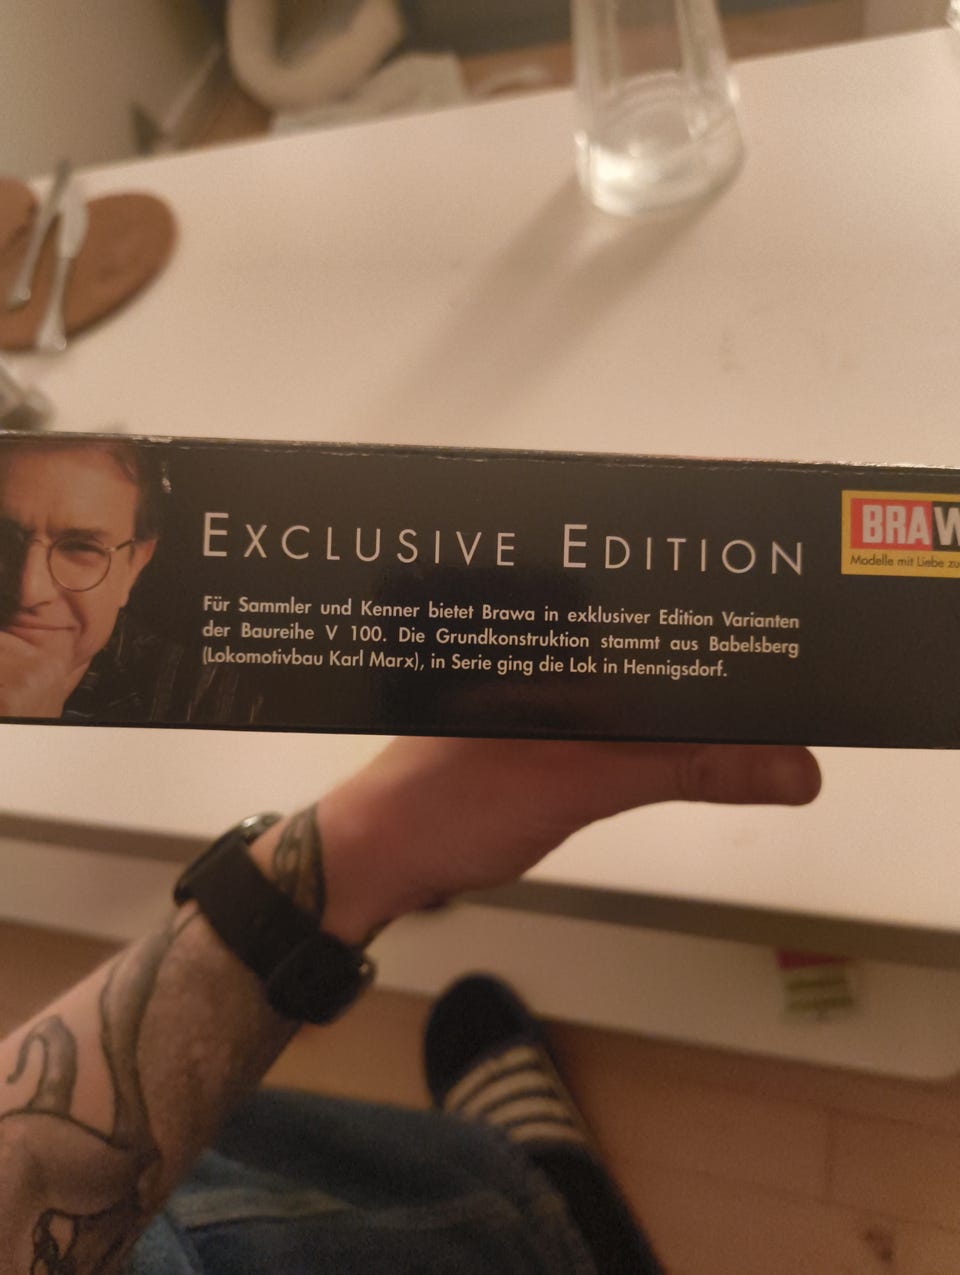 EXCLUSIVE EDITION
Für Sammler und Kenner bietet Brawa in exklusiver Edition Varianten
der Baureihe V 100. Die Grundkonstruktion stammt aus Babelsberg
(Lokomotivbau Karl Marx), in Serie ging die Lok in Hennigsdorf.
BRAW
Modelle mit Liebe zu